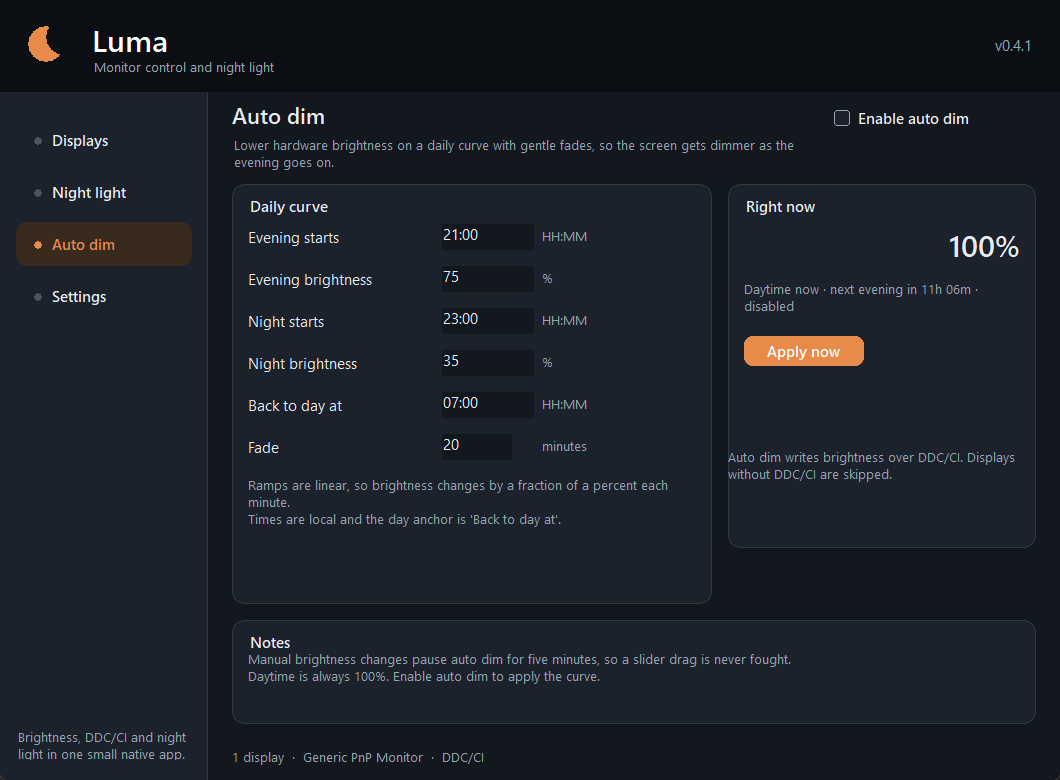 Luma
Monitor control and night light
v0.4.1
Displays
Night light
Auto dim
Settings
Brightness, DDC/CI and night
light in one small native app.
Auto dim
Enable auto dim
Lower hardware brightness on a daily curve with gentle fades, so the screen gets dimmer as the
evening goes on.
Daily curve
Evening starts 21:00 HH:MM
Evening brightness 75 %
Night starts 23:00 HH:MM
Night brightness 35 %
Back to day at 07:00 HH:MM
Fade 20 minutes
Ramps are linear, so brightness changes by a fraction of a percent each
minute.
Times are local and the day anchor is 'Back to day at'.
Right now
100%
Daytime now · next evening in 11h 06m ·
disabled
Apply now
Auto dim writes brightness over DDC/CI. Displays
without DDC/CI are skipped.
Notes
Manual brightness changes pause auto dim for five minutes, so a slider drag is never fought.
Daytime is always 100%. Enable auto dim to apply the curve.
1 display · Generic PnP Monitor · DDC/CI